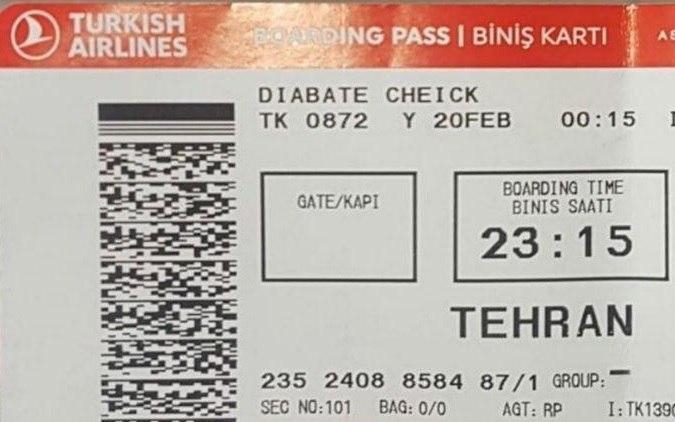 TURKISH AIRLINES BOARDING PASS | BİNİŞ KARTI
DIABATE CHEICK
TK 0872 Y 20FEB 00:15
GATE/KAPI
BOARDING TIME
BINIS SAATI
23:15
TEHRAN
235 2408 8584 87/1 GROUP:
SEC NO:101 BAG: 0/0 AGT: RP I:TK1390